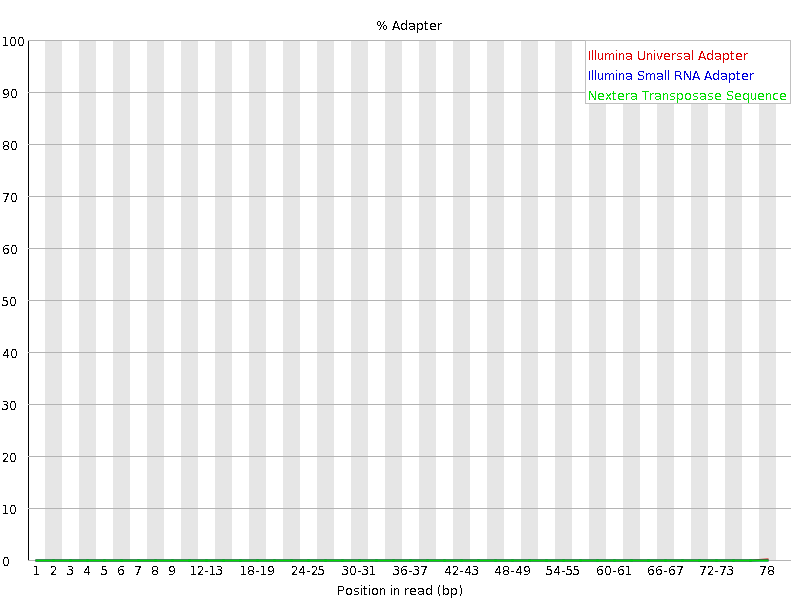 % Adapter
Illumina Universal Adapter
Illumina Small RNA Adapter
Nextera Transposase Sequence
100
90
80
70
60
50
40
30
20
10
0
1 2 3 4 5 6 7 8 9 12-13 18-19 24-25 30-31 36-37 42-43 48-49 54-55 60-61 66-67 72-73 78
Position in read (bp)